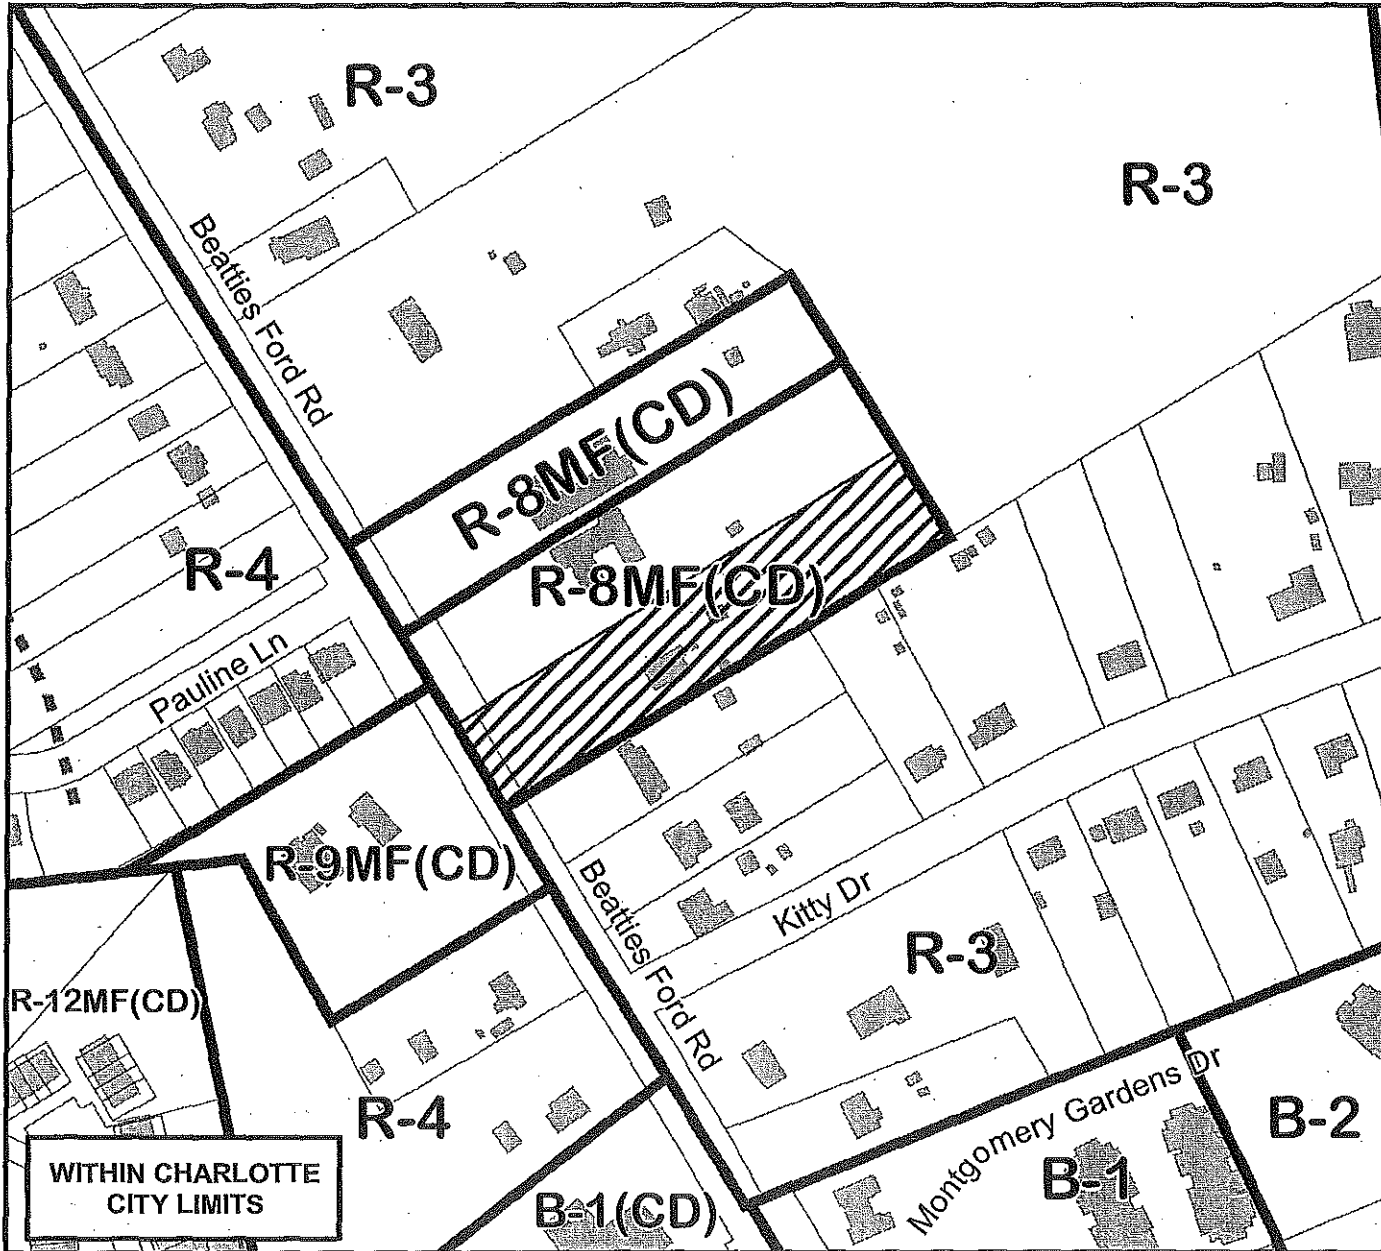 R-3
R-3
Beatties Ford Rd
R-8MF(CD)
R-4
R-8MF(CD)
Pauline Ln
R-9MF(CD)
Beatties Ford Rd
Kitty Dr
R-3
R-12MF(CD)
R-4
Montgomery Gardens Dr
B-2
WITHIN CHARLOTTE
CITY LIMITS
B-1
B-1(CD)